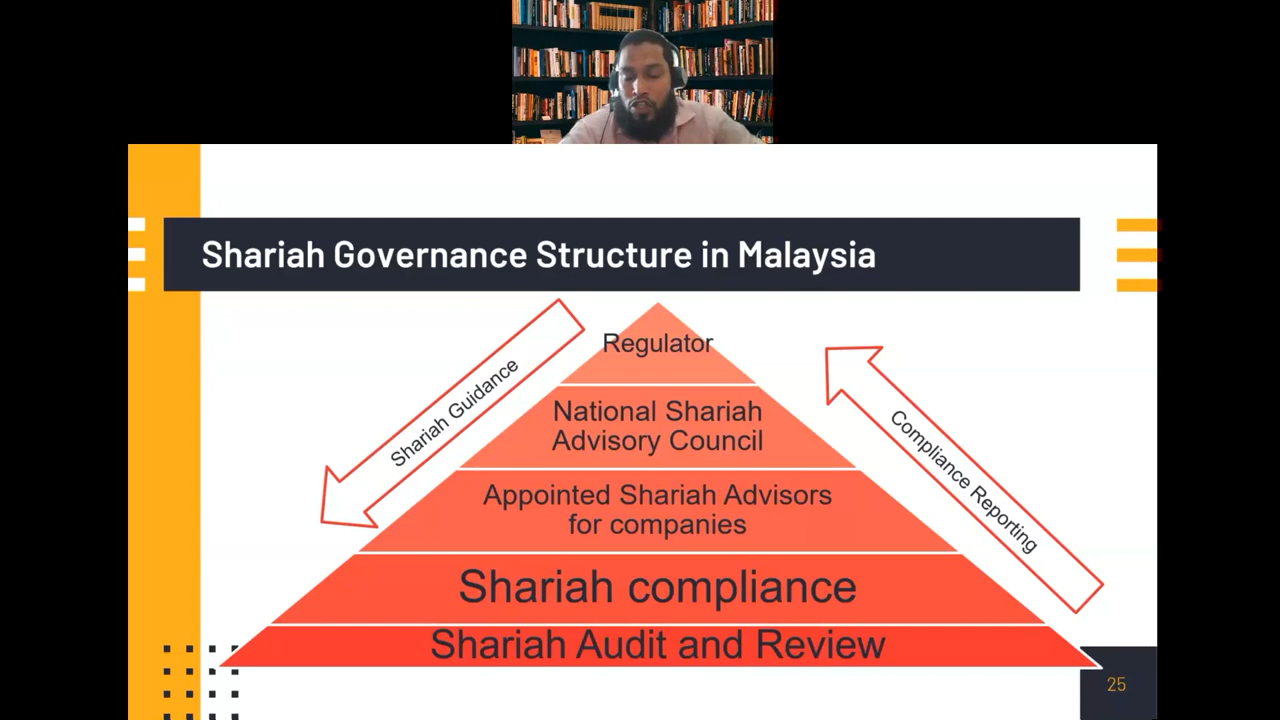 Shariah Governance Structure in Malaysia
Shariah Guidance
Regulator
National Shariah
Advisory Council
Appointed Shariah Advisors
for companies
Shariah compliance
Shariah Audit and Review
Compliance Reporting
25